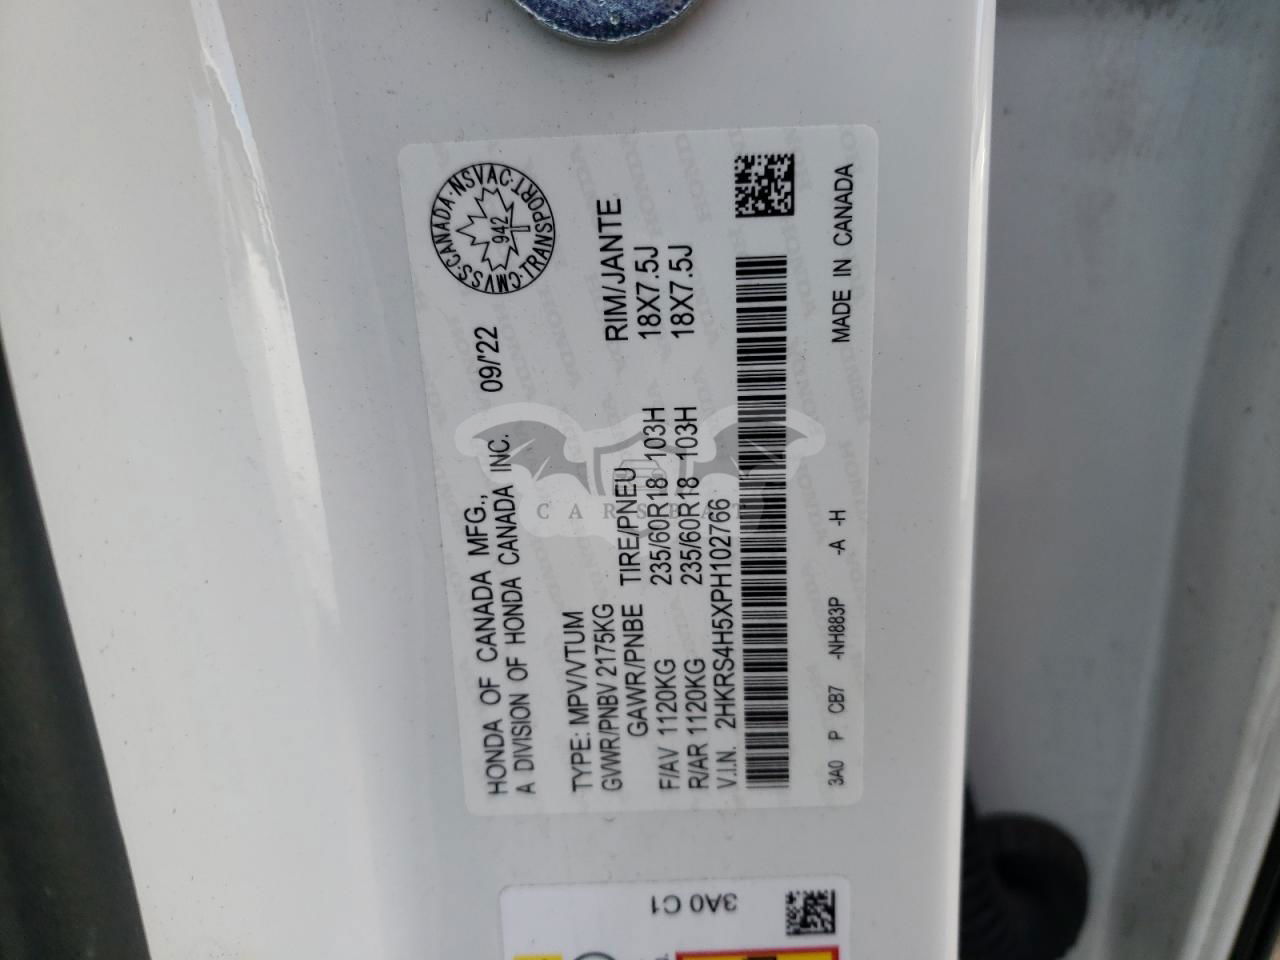 HONDA OF CANADA MFG.,
A DIVISION OF HONDA CANADA INC. 09/'22
CMVSS·CANADA·NSVAC·TRANSPORT
942
TYPE: MPV/VTUM
GVWR/PNBV 2175KG
GAWR/PNBE TIRE/PNEU RIM/JANTE
F/AV 1120KG 235/60R18 103H 18X7.5J
R/AR 1120KG 235/60R18 103H 18X7.5J
V.I.N. 2HKRS4H5XPH102766
3A0 P CB7 -NH883P -A -H MADE IN CANADA
3A0 C1